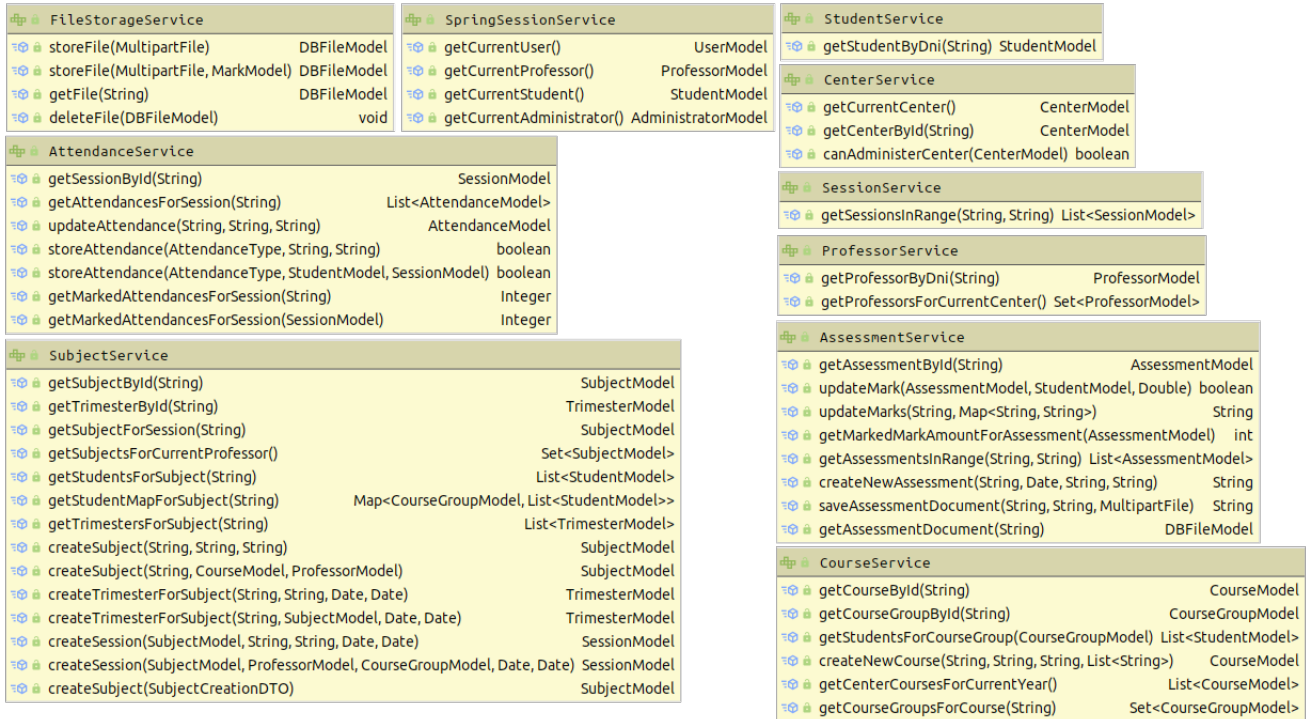 FileStorageService
storeFile(MultipartFile) DBFileModel
storeFile(MultipartFile, MarkModel) DBFileModel
getFile(String) DBFileModel
deleteFile(DBFileModel) void
SpringSessionService
getCurrentUser() UserModel
getCurrentProfessor() ProfessorModel
getCurrentStudent() StudentModel
getCurrentAdministrator() AdministratorModel
StudentService
getStudentByDni(String) StudentModel
CenterService
getCurrentCenter() CenterModel
getCenterById(String) CenterModel
canAdministerCenter(CenterModel) boolean
AttendanceService
getSessionById(String) SessionModel
getAttendancesForSession(String) List<AttendanceModel>
updateAttendance(String, String, String) AttendanceModel
storeAttendance(AttendanceType, String, String) boolean
storeAttendance(AttendanceType, StudentModel, SessionModel) boolean
getMarkedAttendancesForSession(String) Integer
getMarkedAttendancesForSession(SessionModel) Integer
SessionService
getSessionsInRange(String, String) List<SessionModel>
ProfessorService
getProfessorByDni(String) ProfessorModel
getProfessorsForCurrentCenter() Set<ProfessorModel>
SubjectService
getSubjectById(String) SubjectModel
getTrimesterById(String) TrimesterModel
getSubjectForSession(String) SubjectModel
getSubjectsForCurrentProfessor() Set<SubjectModel>
getStudentsForSubject(String) List<StudentModel>
getStudentMapForSubject(String) Map<CourseGroupModel, List<StudentModel>>
getTrimestersForSubject(String) List<TrimesterModel>
createSubject(String, String, String) SubjectModel
createSubject(String, CourseModel, ProfessorModel) SubjectModel
createTrimesterForSubject(String, String, Date, Date) TrimesterModel
createTrimesterForSubject(String, SubjectModel, Date, Date) TrimesterModel
createSession(SubjectModel, String, String, Date, Date) SessionModel
createSession(SubjectModel, ProfessorModel, CourseGroupModel, Date, Date) SessionModel
createSubject(SubjectCreationDTO) SubjectModel
AssessmentService
getAssessmentById(String) AssessmentModel
updateMark(AssessmentModel, StudentModel, Double) boolean
updateMarks(String, Map<String, String>) String
getMarkedMarkAmountForAssessment(AssessmentModel) int
getAssessmentsInRange(String, String) List<AssessmentModel>
createNewAssessment(String, Date, String, String) String
saveAssessmentDocument(String, String, MultipartFile) String
getAssessmentDocument(String) DBFileModel
CourseService
getCourseById(String) CourseModel
getCourseGroupById(String) CourseGroupModel
getStudentsForCourseGroup(CourseGroupModel) List<StudentModel>
createNewCourse(String, String, String, List<String>) CourseModel
getCenterCoursesForCurrentYear() List<CourseModel>
getCourseGroupsForCourse(String) Set<CourseGroupModel>